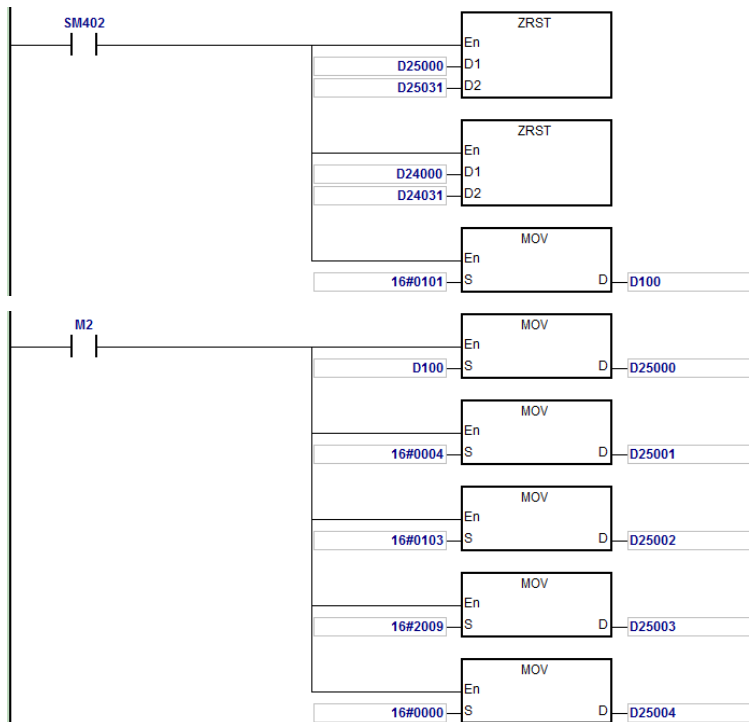 SM402
ZRST
En
D25000 D1
D25031 D2
ZRST
En
D24000 D1
D24031 D2
MOV
En
16#0101 S D D100
M2
MOV
En
D100 S D D25000
MOV
En
16#0004 S D D25001
MOV
En
16#0103 S D D25002
MOV
En
16#2009 S D D25003
MOV
En
16#0000 S D D25004